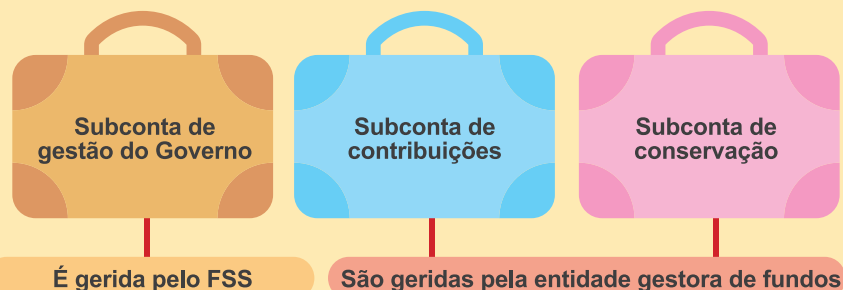 Subconta de
gestão do Governo
Subconta de
contribuições
Subconta de
conservação
É gerida pelo FSS
São geridas pela entidade gestora de fundos